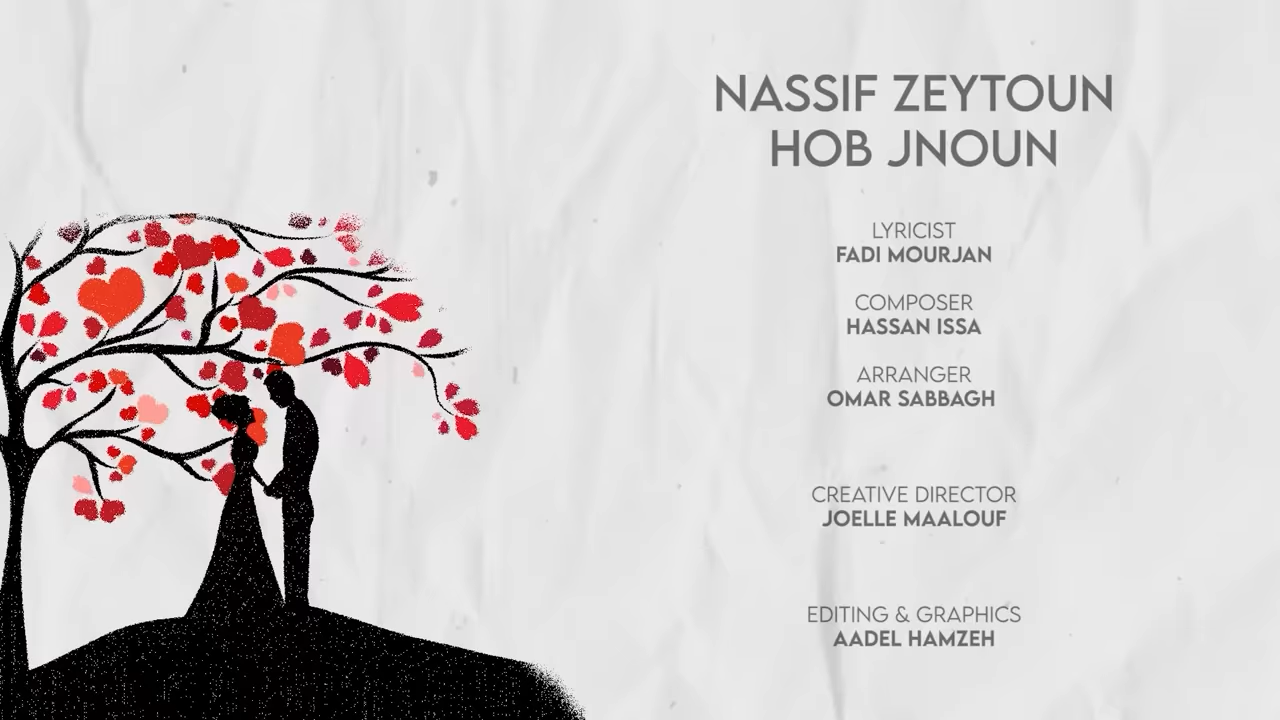 NASSIF ZEYTOUN
HOB JNOUN
LYRICIST
FADI MOURJAN
COMPOSER
HASSAN ISSA
ARRANGER
OMAR SABBAGH
CREATIVE DIRECTOR
JOELLE MAALOUF
EDITING & GRAPHICS
AADEL HAMZEH